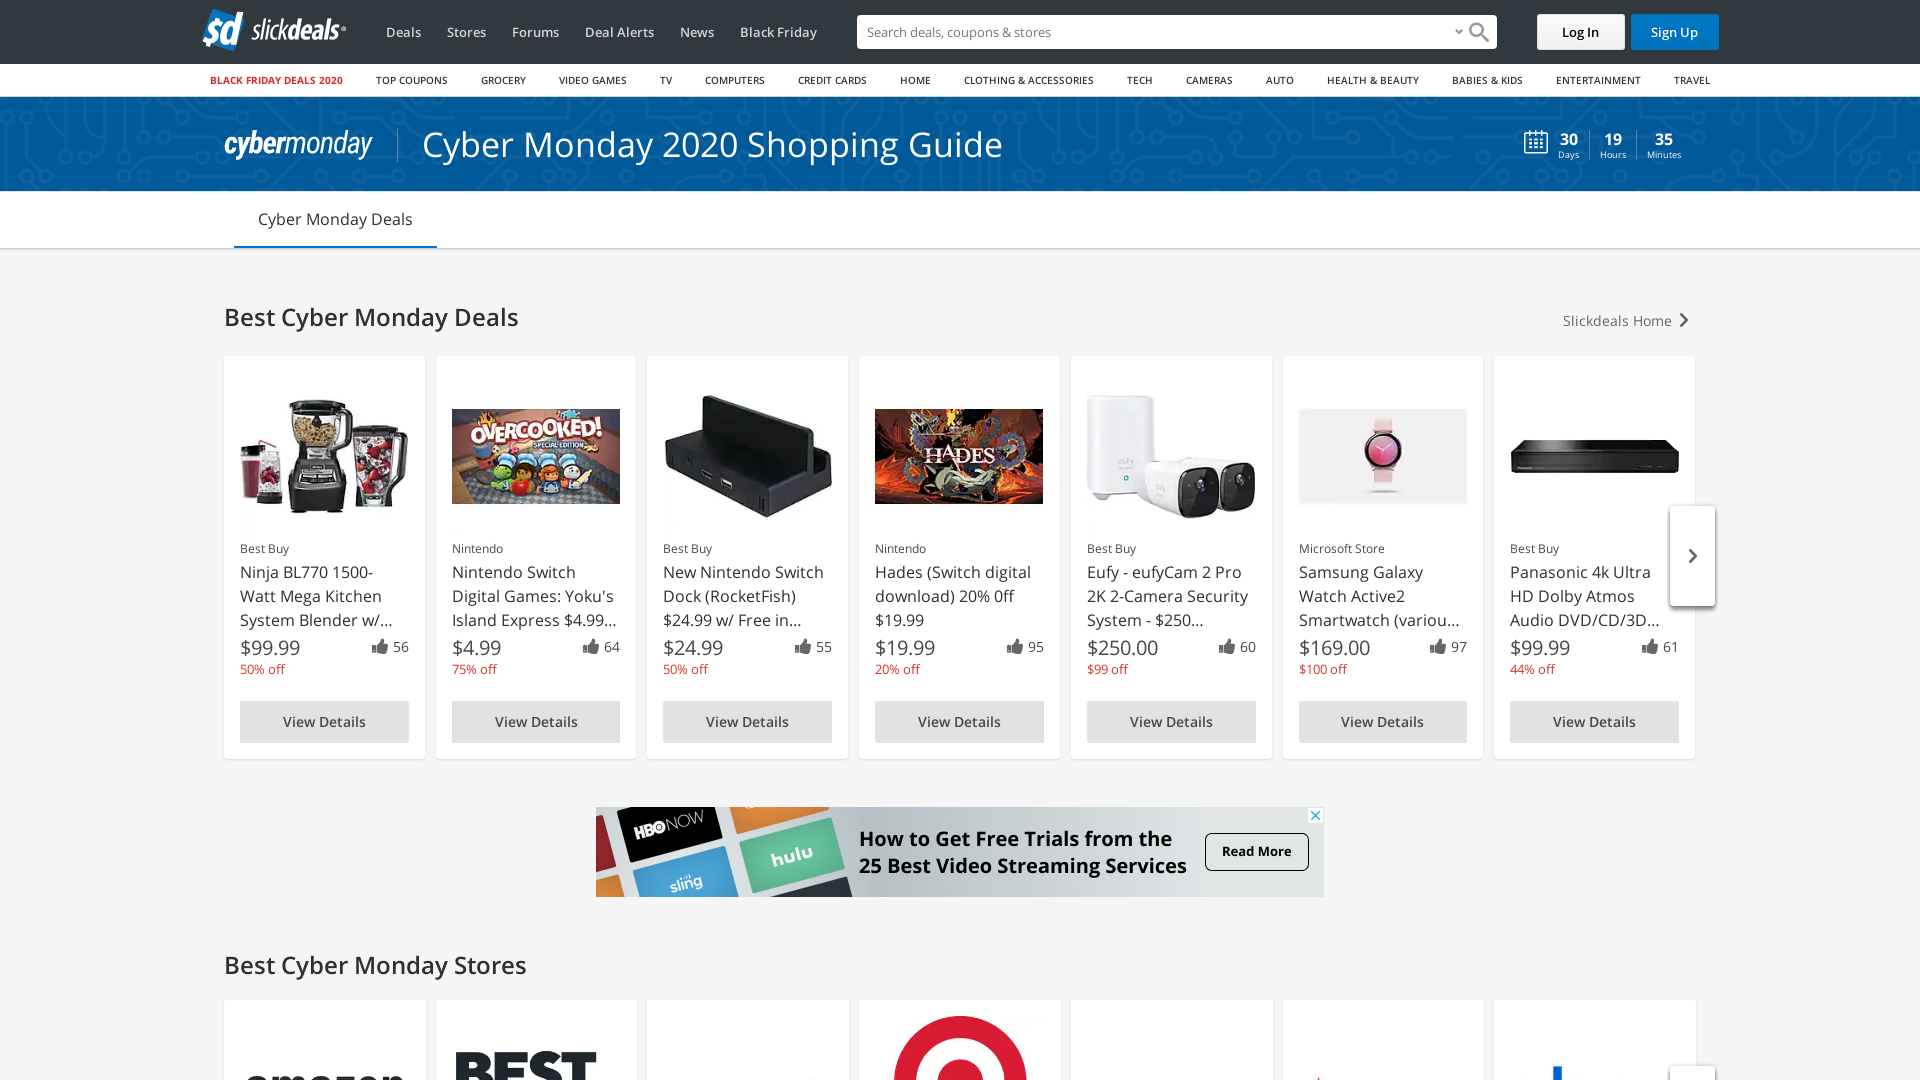 $d slickdeals®
Deals
Stores
Forums
Deal Alerts
News
Black Friday
Search deals, coupons & stores
Log In
Sign Up
BLACK FRIDAY DEALS 2020
TOP COUPONS
GROCERY
VIDEO GAMES
TV
COMPUTERS
CREDIT CARDS
HOME
CLOTHING & ACCESSORIES
TECH
CAMERAS
AUTO
HEALTH & BEAUTY
BABIES & KIDS
ENTERTAINMENT
TRAVEL
cybermonday
Cyber Monday 2020 Shopping Guide
30
Days
19
Hours
35
Minutes
Cyber Monday Deals
Best Cyber Monday Deals
Slickdeals Home
Best Buy
Ninja BL770 1500-
Watt Mega Kitchen
System Blender w/...
$99.99
56
50% off
View Details
OVERCOOKED!
SPECIAL EDITION
Nintendo
Nintendo Switch
Digital Games: Yoku's
Island Express $4.99...
$4.99
64
75% off
View Details
Best Buy
New Nintendo Switch
Dock (RocketFish)
$24.99 w/ Free in...
$24.99
55
50% off
View Details
HADES
Nintendo
Hades (Switch digital
download) 20% 0ff
$19.99
$19.99
95
20% off
View Details
eufy
Best Buy
Eufy - eufyCam 2 Pro
2K 2-Camera Security
System - $250...
$250.00
60
$99 off
View Details
Microsoft Store
Samsung Galaxy
Watch Active2
Smartwatch (variou...
$169.00
97
$100 off
View Details
Best Buy
Panasonic 4k Ultra
HD Dolby Atmos
Audio DVD/CD/3D...
$99.99
61
44% off
View Details
HBO NOW
hulu
sling
How to Get Free Trials from the
25 Best Video Streaming Services
Read More
Best Cyber Monday Stores
amazon
BEST